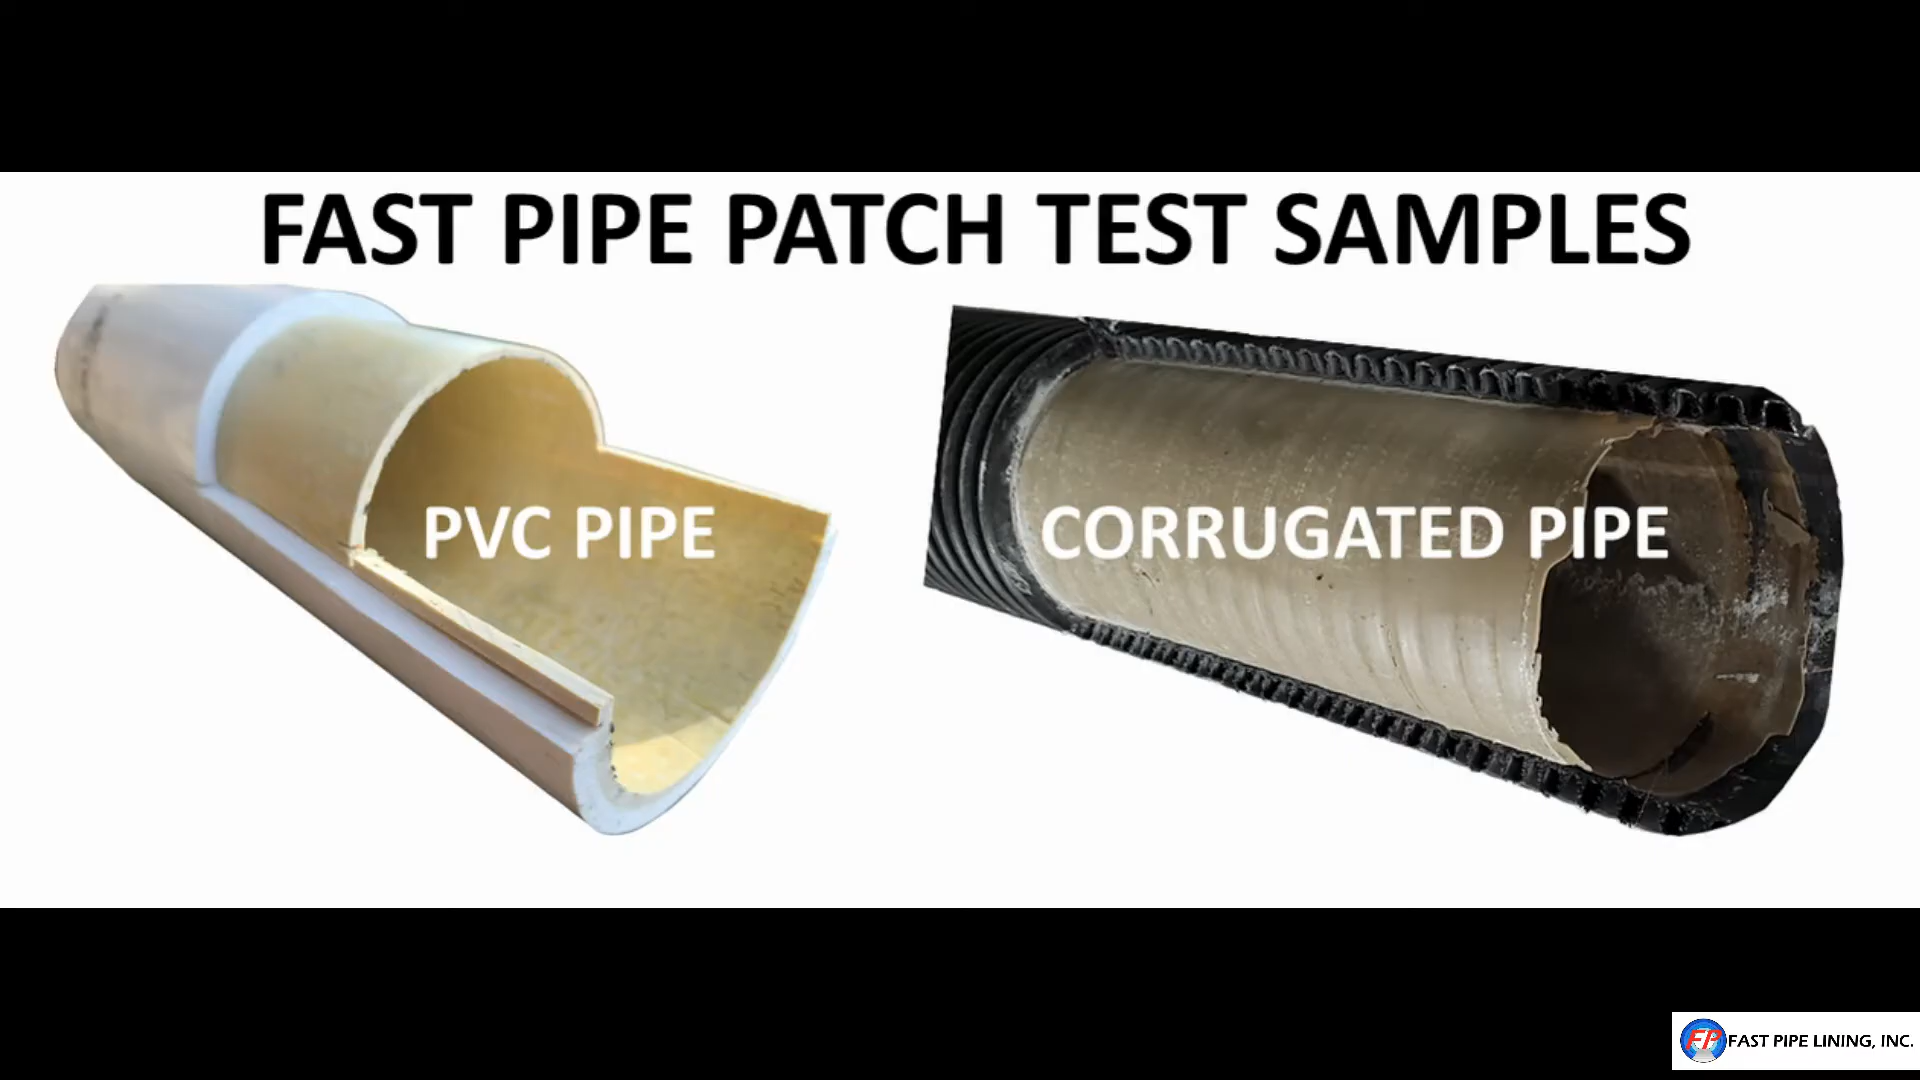 FAST PIPE PATCH TEST SAMPLES
PVC PIPE
CORRUGATED PIPE
FP FAST PIPE LINING, INC.